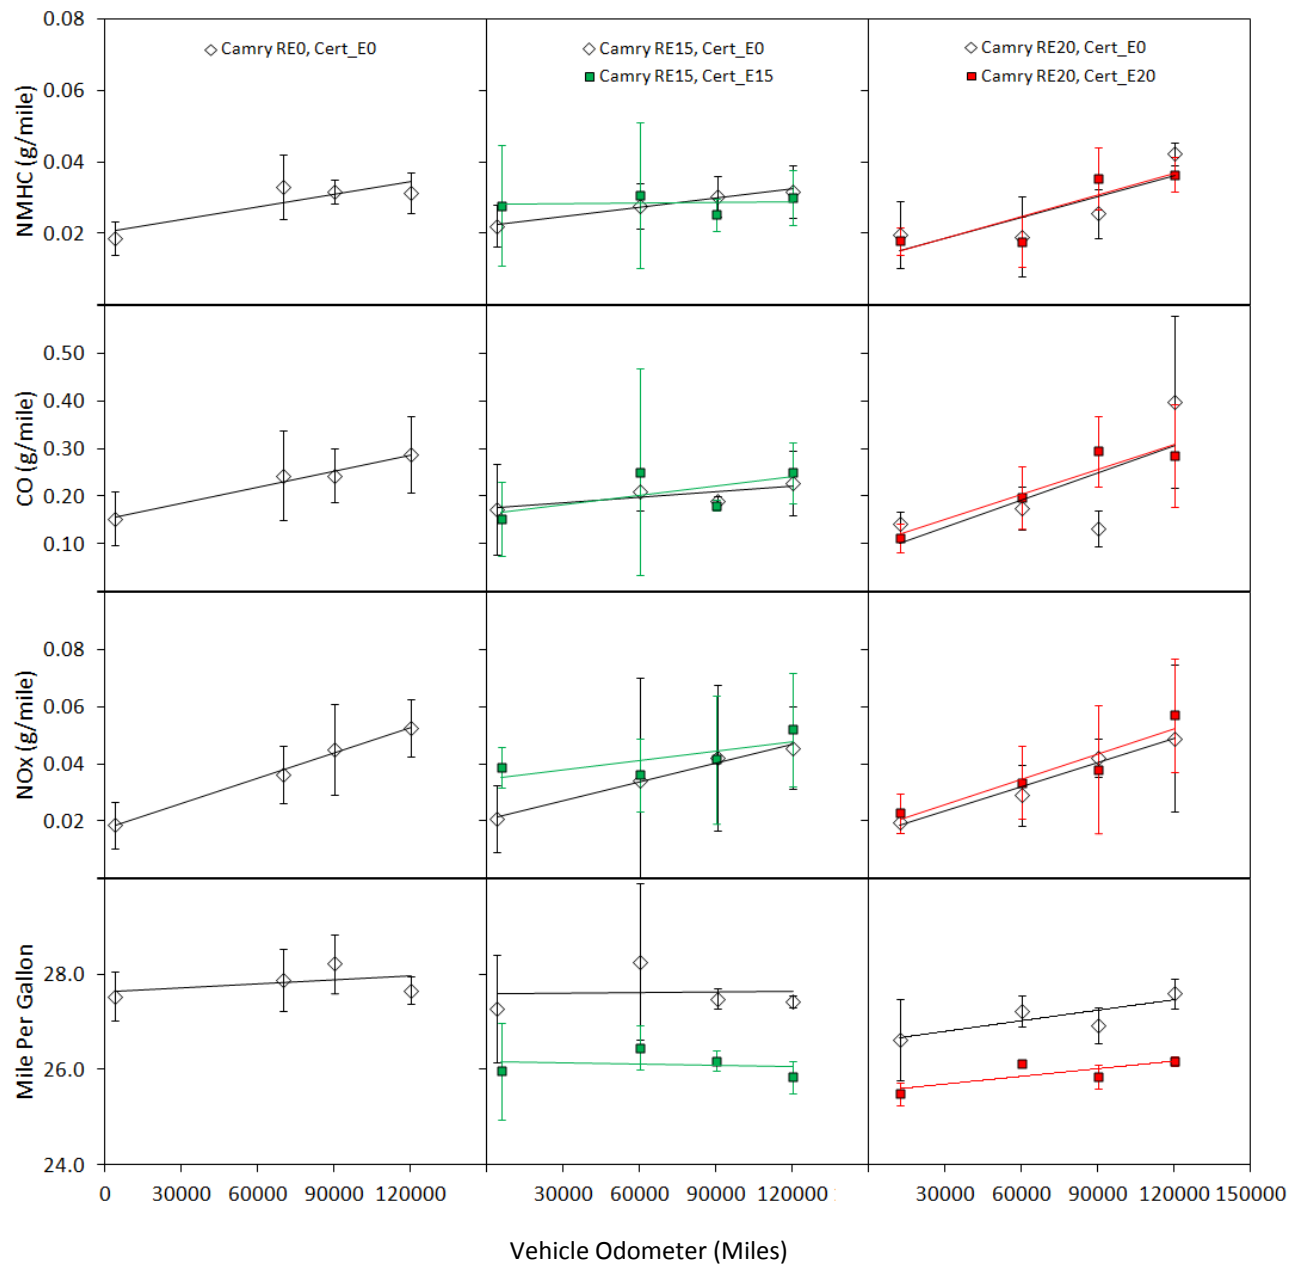 0.08
Camry RE0, Cert_E0
Camry RE15, Cert_E0
Camry RE15, Cert_E15
Camry RE20, Cert_E0
Camry RE20, Cert_E20
0.06
0.04
0.02
NMHC (g/mile)
0.50
0.40
0.30
0.20
0.10
CO (g/mile)
0.08
0.06
0.04
0.02
NOx (g/mile)
28.0
26.0
24.0
Mile Per Gallon
0 30000 60000 90000 120000 30000 60000 90000 120000 30000 60000 90000 120000 150000
Vehicle Odometer (Miles)